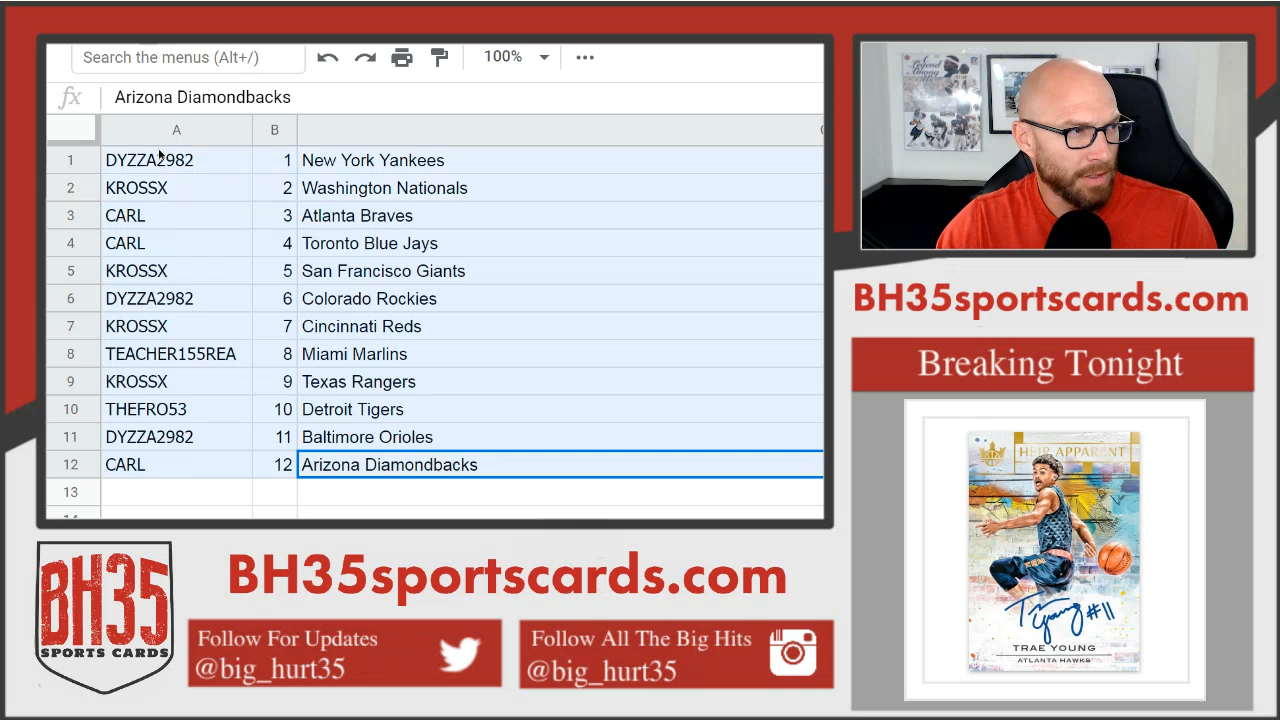 Search the menus (Alt+/)
100%
fx
Arizona Diamondbacks
A B
1 DYZZA2982 1 New York Yankees
2 KROSSX 2 Washington Nationals
3 CARL 3 Atlanta Braves
4 CARL 4 Toronto Blue Jays
5 KROSSX 5 San Francisco Giants
6 DYZZA2982 6 Colorado Rockies
7 KROSSX 7 Cincinnati Reds
8 TEACHER155REA 8 Miami Marlins
9 KROSSX 9 Texas Rangers
10 THEFRO53 10 Detroit Tigers
11 DYZZA2982 11 Baltimore Orioles
12 CARL 12 Arizona Diamondbacks
13
BH35sportscards.com
Breaking Tonight
HEIR APPARENT
Trae Young #11
TRAE YOUNG
ATLANTA HAWKS
BH35
SPORTS CARDS
BH35sportscards.com
Follow For Updates
@big_hurt35
Follow All The Big Hits
@big_hurt35